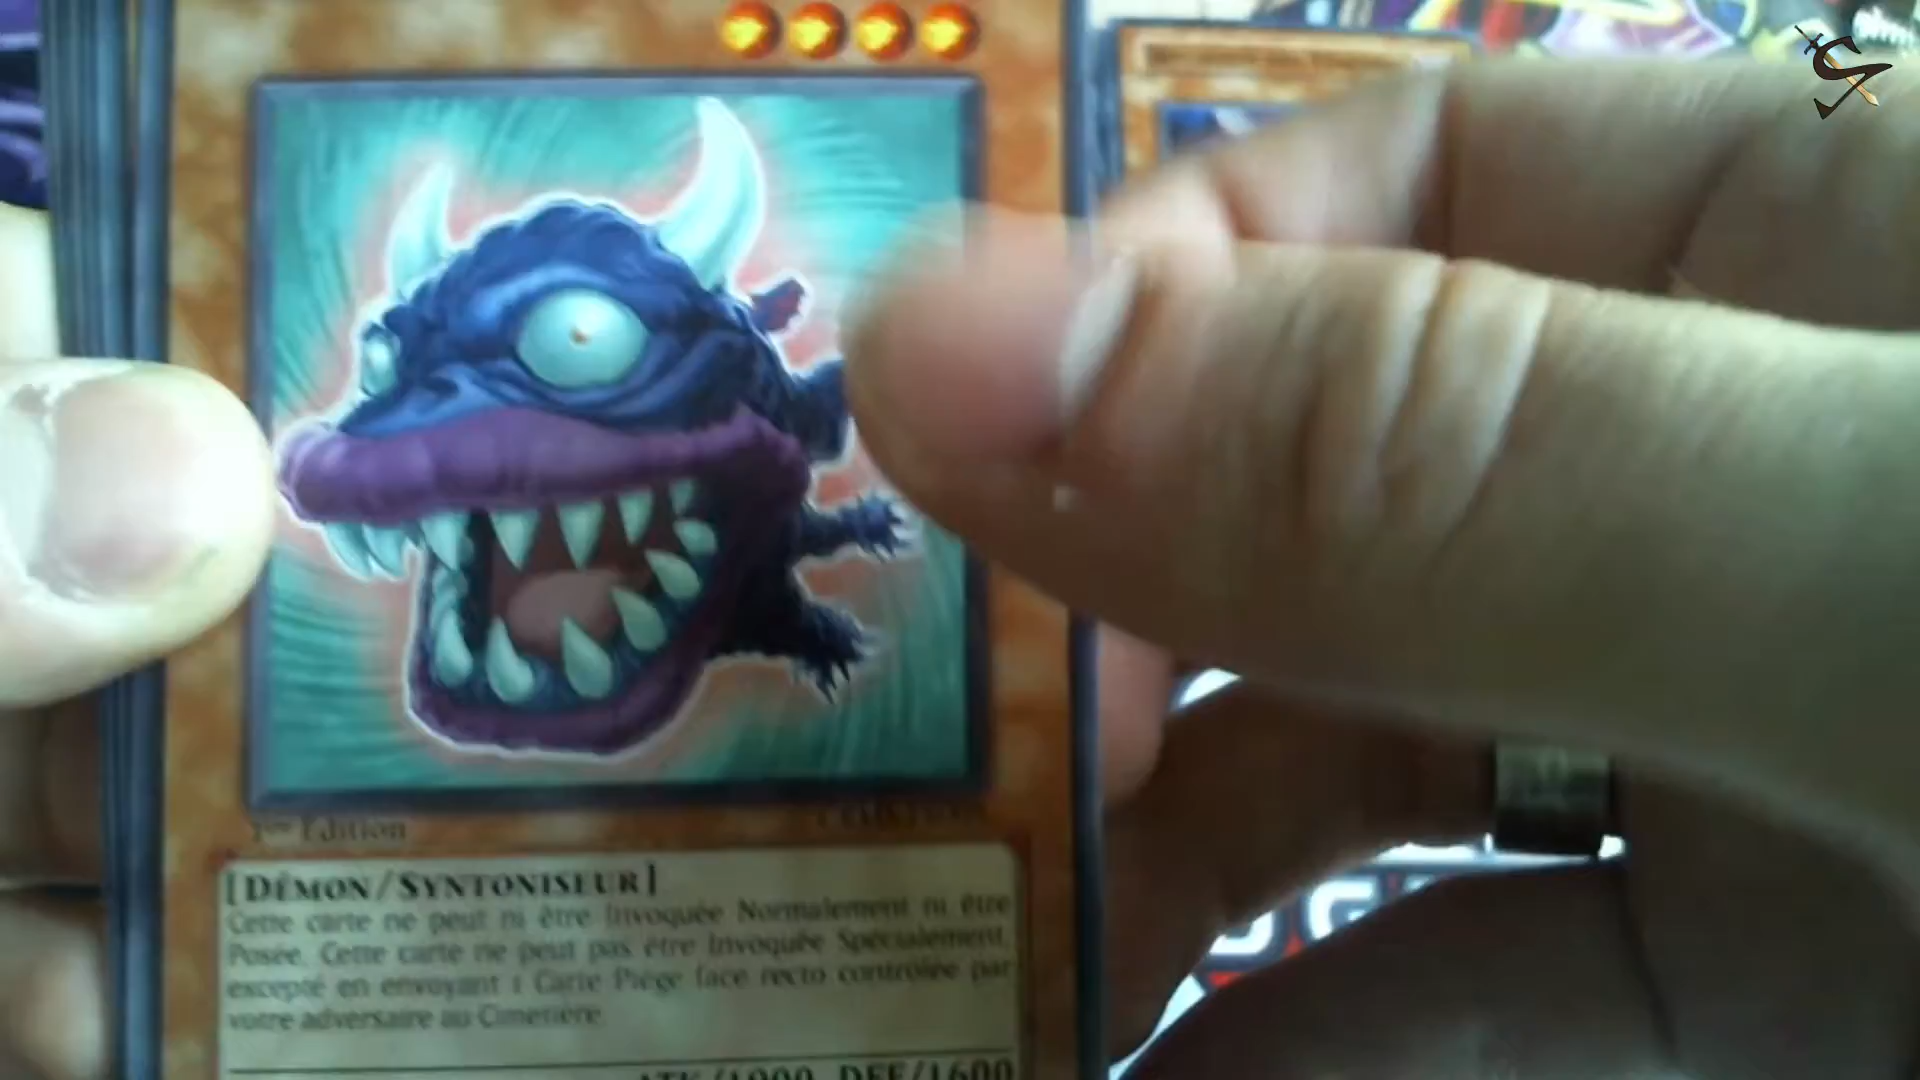 1ère Édition
[DÉMON/SYNTONISEUR]
Cette carte ne peut ni être Invoquée Normalement ni être
Posée. Cette carte ne peut pas être Invoquée Spécialement,
excepté en envoyant 1 Carte Piège face recto contrôlée par
votre adversaire au Cimetière.
DEF/1600